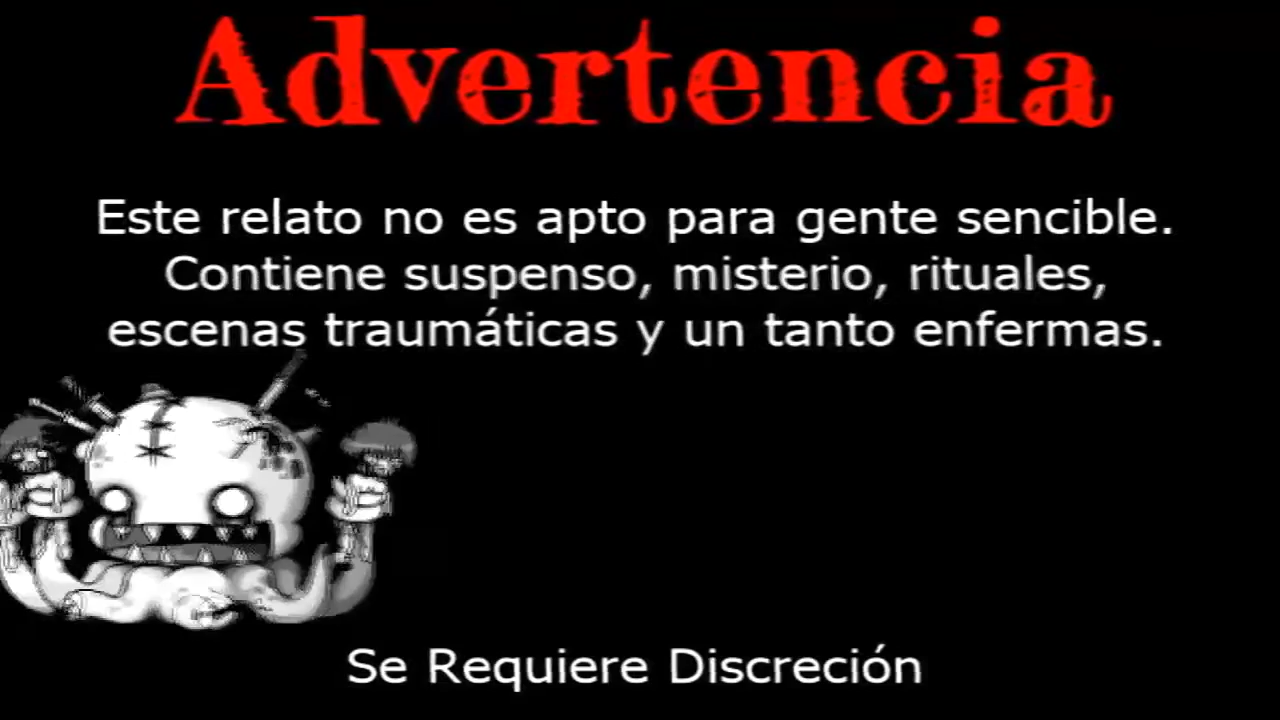 Advertencia
Este relato no es apto para gente sencible.
Contiene suspenso, misterio, rituales,
escenas traumáticas y un tanto enfermas.
Se Requiere Discreción